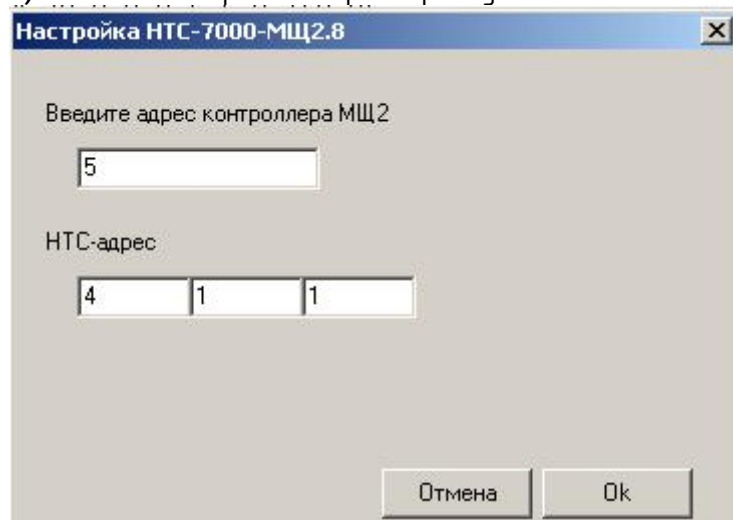 Настройка НТС-7000-МЩ2.8
Введите адрес контроллера МЩ2
5
НТС-адрес
4 1 1
Отмена Ok